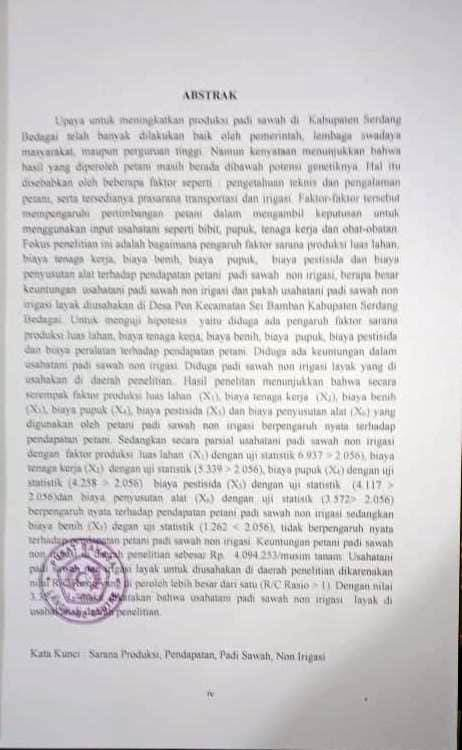 ABSTRAK
Upaya untuk meningkatkan produksi padi sawah di Kabupaten Serdang
Bedagai telah banyak dilakukan baik oleh pemerintah, lembaga swadaya
masyarakat, maupun perguruan tinggi. Namun kenyataan menunjukkan bahwa
hasil yang diperoleh petani masih berada dibawah potensi genetiknya. Hal itu
disebabkan oleh beberapa faktor seperti : pengetahuan teknis dan pengalaman
petani, serta tersedianya prasarana transportasi dan irigasi. Faktor-faktor tersebut
mempengaruhi pertimbangan petani dalam mengambil keputusan untuk
menggunakan input usahatani seperti bibit, pupuk, tenaga kerja dan obat-obatan.
Fokus penelitian ini adalah bagaimana pengaruh faktor sarana produksi luas lahan,
biaya tenaga kerja, biaya benih, biaya pupuk, biaya pestisida dan biaya
penyusutan alat terhadap pendapatan petani padi sawah non irigasi, berapa besar
keuntungan usahatani padi sawah non irigasi dan pakah usahatani padi sawah non
irigasi layak diusahakan di Desa Pon Kecamatan Sei Bamban Kabupaten Serdang
Bedagai. Untuk menguji hipotesis yaitu diduga ada pengaruh faktor sarana
produksi luas lahan, biaya tenaga kerja, biaya benih, biaya pupuk, biaya pestisida
dan biaya peralatan terhadap pendapatan petani. Diduga ada keuntungan dalam
usahatani padi sawah non irigasi. Diduga padi sawah non irigasi layak yang di
usahakan di daerah penelitian. Hasil penelitan menunjukkan bahwa secara
serempak faktor produksi luas lahan (X₁), biaya tenaga kerja (X₂), biaya benih
(X₃), biaya pupuk (X₄), biaya pestisida (X₅) dan biaya penyusutan alat (X₆) yang
digunakan oleh petani padi sawah non irigasi berpengaruh nyata terhadap
pendapatan petani. Sedangkan secara parsial usahatani padi sawah non irigasi
dengan faktor produksi luas lahan (X₁) dengan uji statistik 6.937 > 2.056), biaya
tenaga kerja (X₂) dengan uji statistik (5.339 > 2.056), biaya pupuk (X₄) dengan uji
statistik (4.258 > 2.056) biaya pestisida (X₅) dengan uji statistik (4.117 >
2.056)dan biaya penyusutan alat (X₆) dengan uji statistik (3.572> 2.056)
berpengaruh nyata terhadap pendapatan petani padi sawah non irigasi sedangkan
biaya benih (X₃) degan uji statistik (1.262 < 2.056), tidak berpengaruh nyata
terhadap pendapatan petani padi sawah non irigasi. Keuntungan petani padi sawah
non irigasi di daerah penelitian sebesar Rp. 4.094.253/musim tanam. Usahatani
padi sawah non irigasi layak untuk diusahakan di daerah penelitian dikarenakan
nilai R/C Rasio yang di peroleh lebih besar dari satu (R/C Rasio > 1). Dengan nilai
dikatakan bahwa usahatani padi sawah non irigasi layak di
usahakan penelitian.
Kata Kunci : Sarana Produksi, Pendapatan, Padi Sawah, Non Irigasi
iv